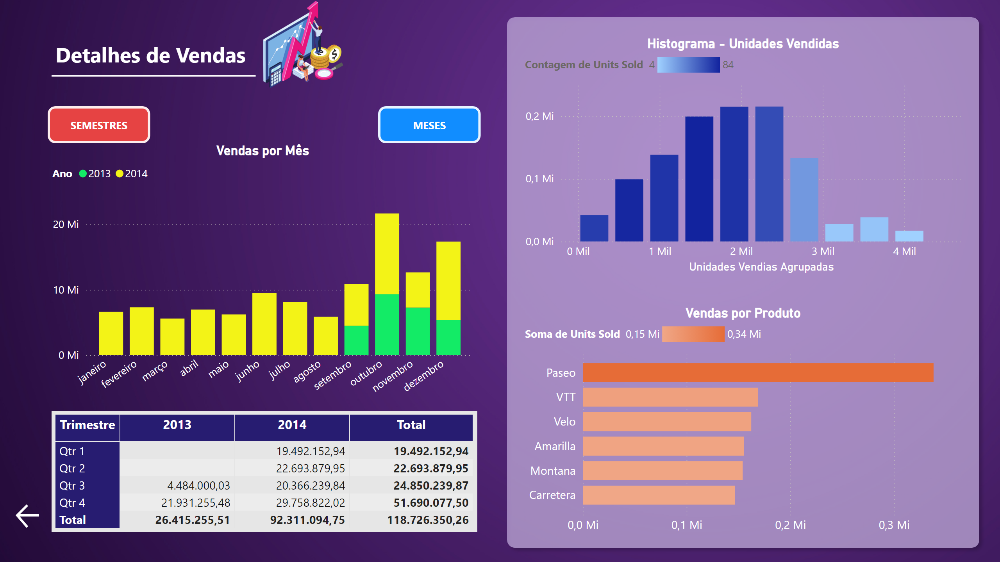 Detalhes de Vendas
SEMESTRES
MESES
Vendas por Mês
Ano 2013 2014
20 Mi
10 Mi
0 Mi
janeiro fevereiro março abril maio junho julho agosto setembro outubro novembro dezembro
Trimestre 2013 2014 Total
Qtr 1 19.492.152,94 19.492.152,94
Qtr 2 22.693.879,95 22.693.879,95
Qtr 3 4.484.000,03 20.366.239,84 24.850.239,87
Qtr 4 21.931.255,48 29.758.822,02 51.690.077,50
Total 26.415.255,51 92.311.094,75 118.726.350,26
Histograma - Unidades Vendidas
Contagem de Units Sold 4 84
0,2 Mi
0,1 Mi
0,0 Mi
0 Mil 1 Mil 2 Mil 3 Mil 4 Mil
Unidades Vendias Agrupadas
Vendas por Produto
Soma de Units Sold 0,15 Mi 0,34 Mi
Paseo
VTT
Velo
Amarilla
Montana
Carretera
0,0 Mi 0,1 Mi 0,2 Mi 0,3 Mi